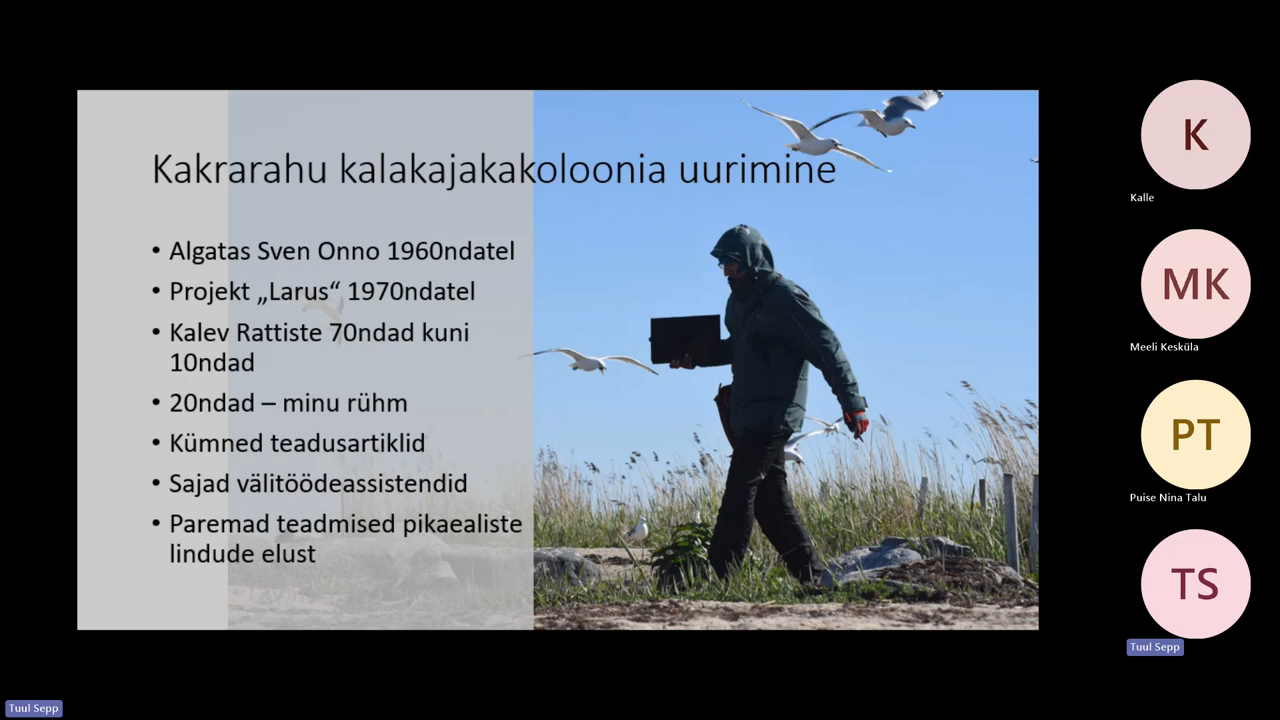 Kakrarahu kalakajakakoloonia uurimine
• Algatas Sven Onno 1960ndatel
• Projekt „Larus“ 1970ndatel
• Kalev Rattiste 70ndad kuni
10ndad
• 20ndad – minu rühm
• Kümned teadusartiklid
• Sajad välitöödeassistendid
• Paremad teadmised pikaealiste
lindude elust
K
Kalle
MK
Meeli Kesküla
PT
Puise Nina Talu
TS
Tuul Sepp
Tuul Sepp